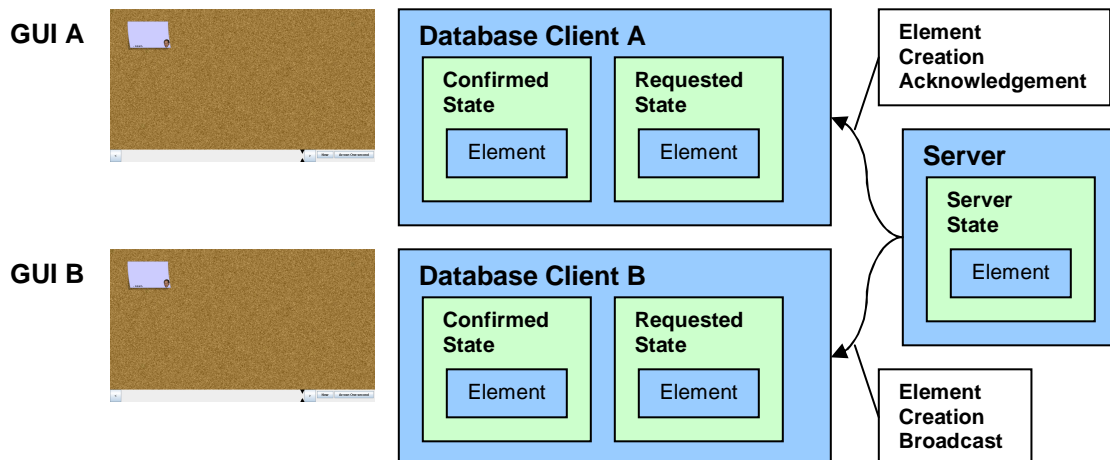 GUI A
Database Client A
Confirmed
State
Element
Requested
State
Element
Element
Creation
Acknowledgement
Server
Server
State
Element
GUI B
Database Client B
Confirmed
State
Element
Requested
State
Element
Element
Creation
Broadcast